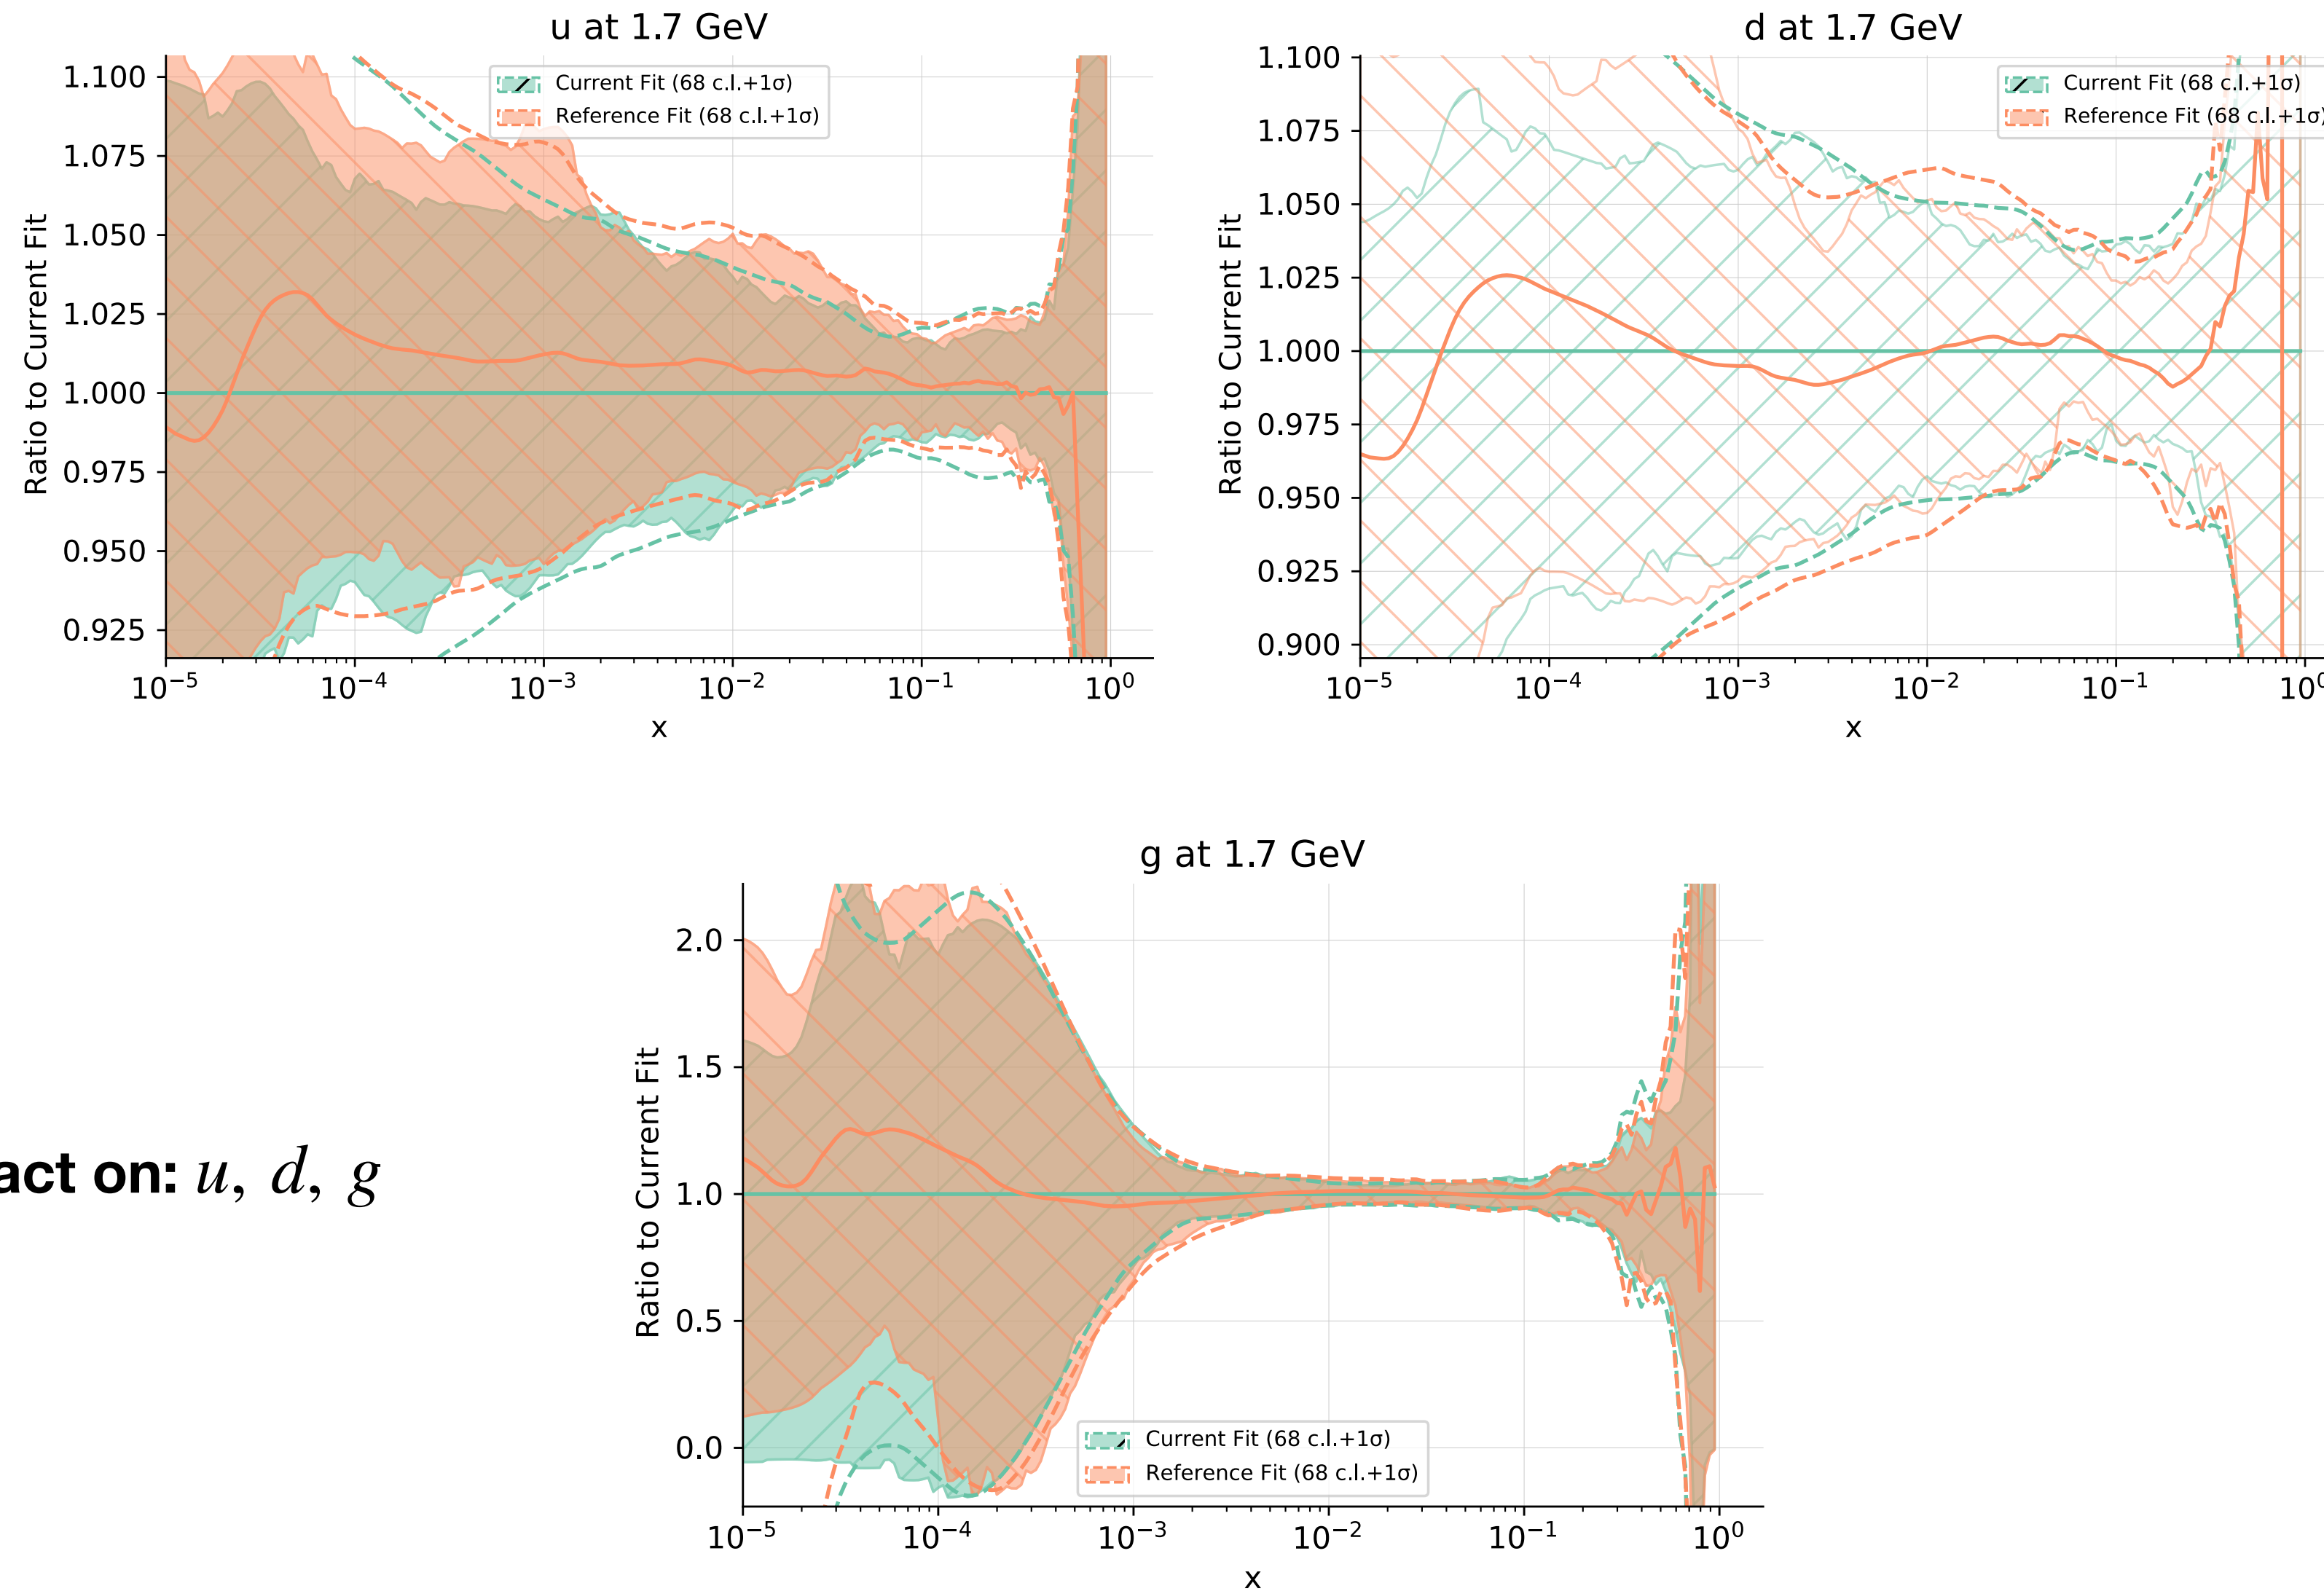 u at 1.7 GeV
1.100
1.075
1.050
1.025
1.000
0.975
0.950
0.925
Ratio to Current Fit
Current Fit (68 c.l.+1σ)
Reference Fit (68 c.l.+1σ)
10⁻⁵ 10⁻⁴ 10⁻³ 10⁻² 10⁻¹ 10⁰
x
d at 1.7 GeV
1.100
1.075
1.050
1.025
1.000
0.975
0.950
0.925
0.900
Ratio to Current Fit
Current Fit (68 c.l.+1σ)
Reference Fit (68 c.l.+1σ)
10⁻⁵ 10⁻⁴ 10⁻³ 10⁻² 10⁻¹ 10⁰
x
act on: u, d, g
g at 1.7 GeV
2.0
1.5
1.0
0.5
0.0
Ratio to Current Fit
Current Fit (68 c.l.+1σ)
Reference Fit (68 c.l.+1σ)
10⁻⁵ 10⁻⁴ 10⁻³ 10⁻² 10⁻¹ 10⁰
x